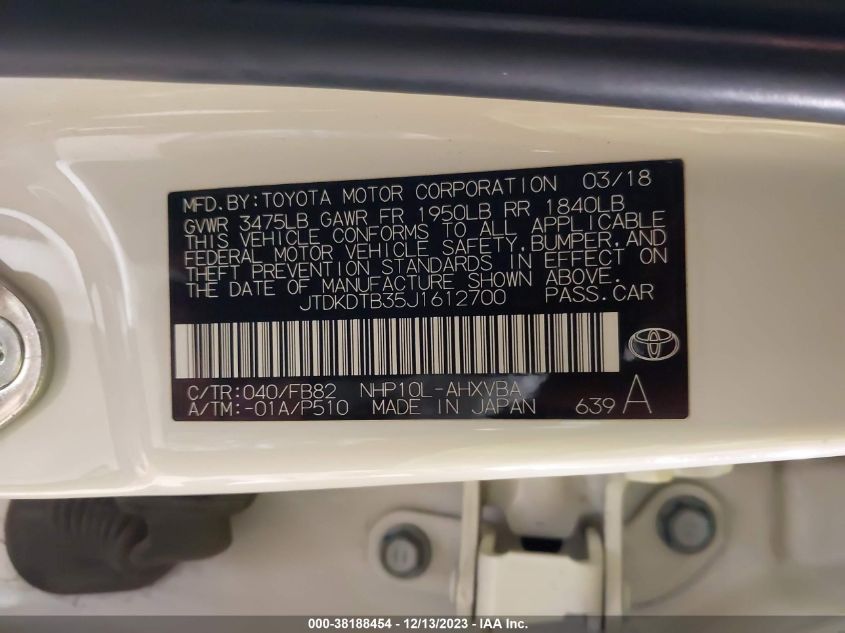 MFD. BY: TOYOTA MOTOR CORPORATION 03/18
GVWR 3475LB GAWR FR 1950LB RR 1840LB
THIS VEHICLE CONFORMS TO ALL APPLICABLE
FEDERAL MOTOR VEHICLE SAFETY, BUMPER, AND
THEFT PREVENTION STANDARDS IN EFFECT ON
THE DATE OF MANUFACTURE SHOWN ABOVE.
JTDKDTB35J1612700 PASS. CAR
C/TR: 040/FB82 NHP10L-AHXVBA
A/TM: -01A/P510 MADE IN JAPAN 639 A
000-38188454 - 12/13/2023 - IAA Inc.